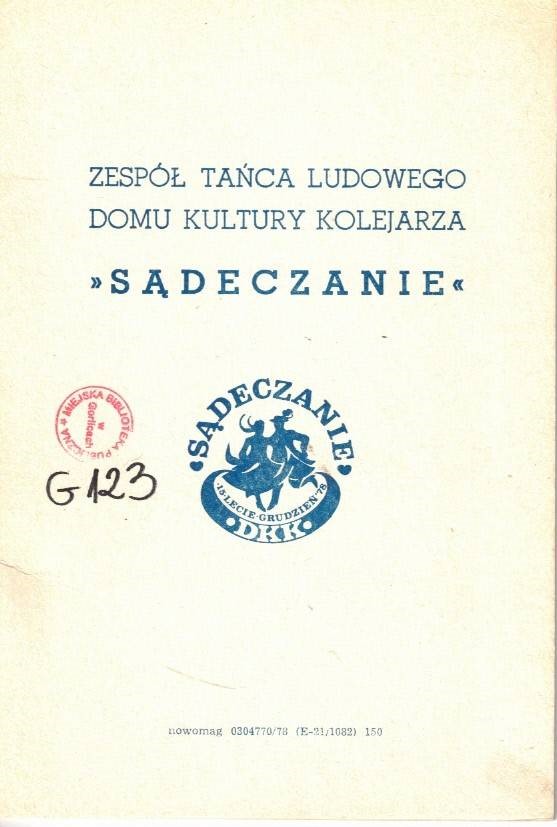 ZESPÓŁ TAŃCA LUDOWEGO
DOMU KULTURY KOLEJARZA
»SĄDECZANIE«
SĄDECZANIE
15-LECIE-GRUDZIEŃ'78
·DKK·
MIEJSKA BIBLIOTEKA PUBLICZNA
w
Gorlicach
G123
nowomag 0304770/78 (E-21/1682) 150